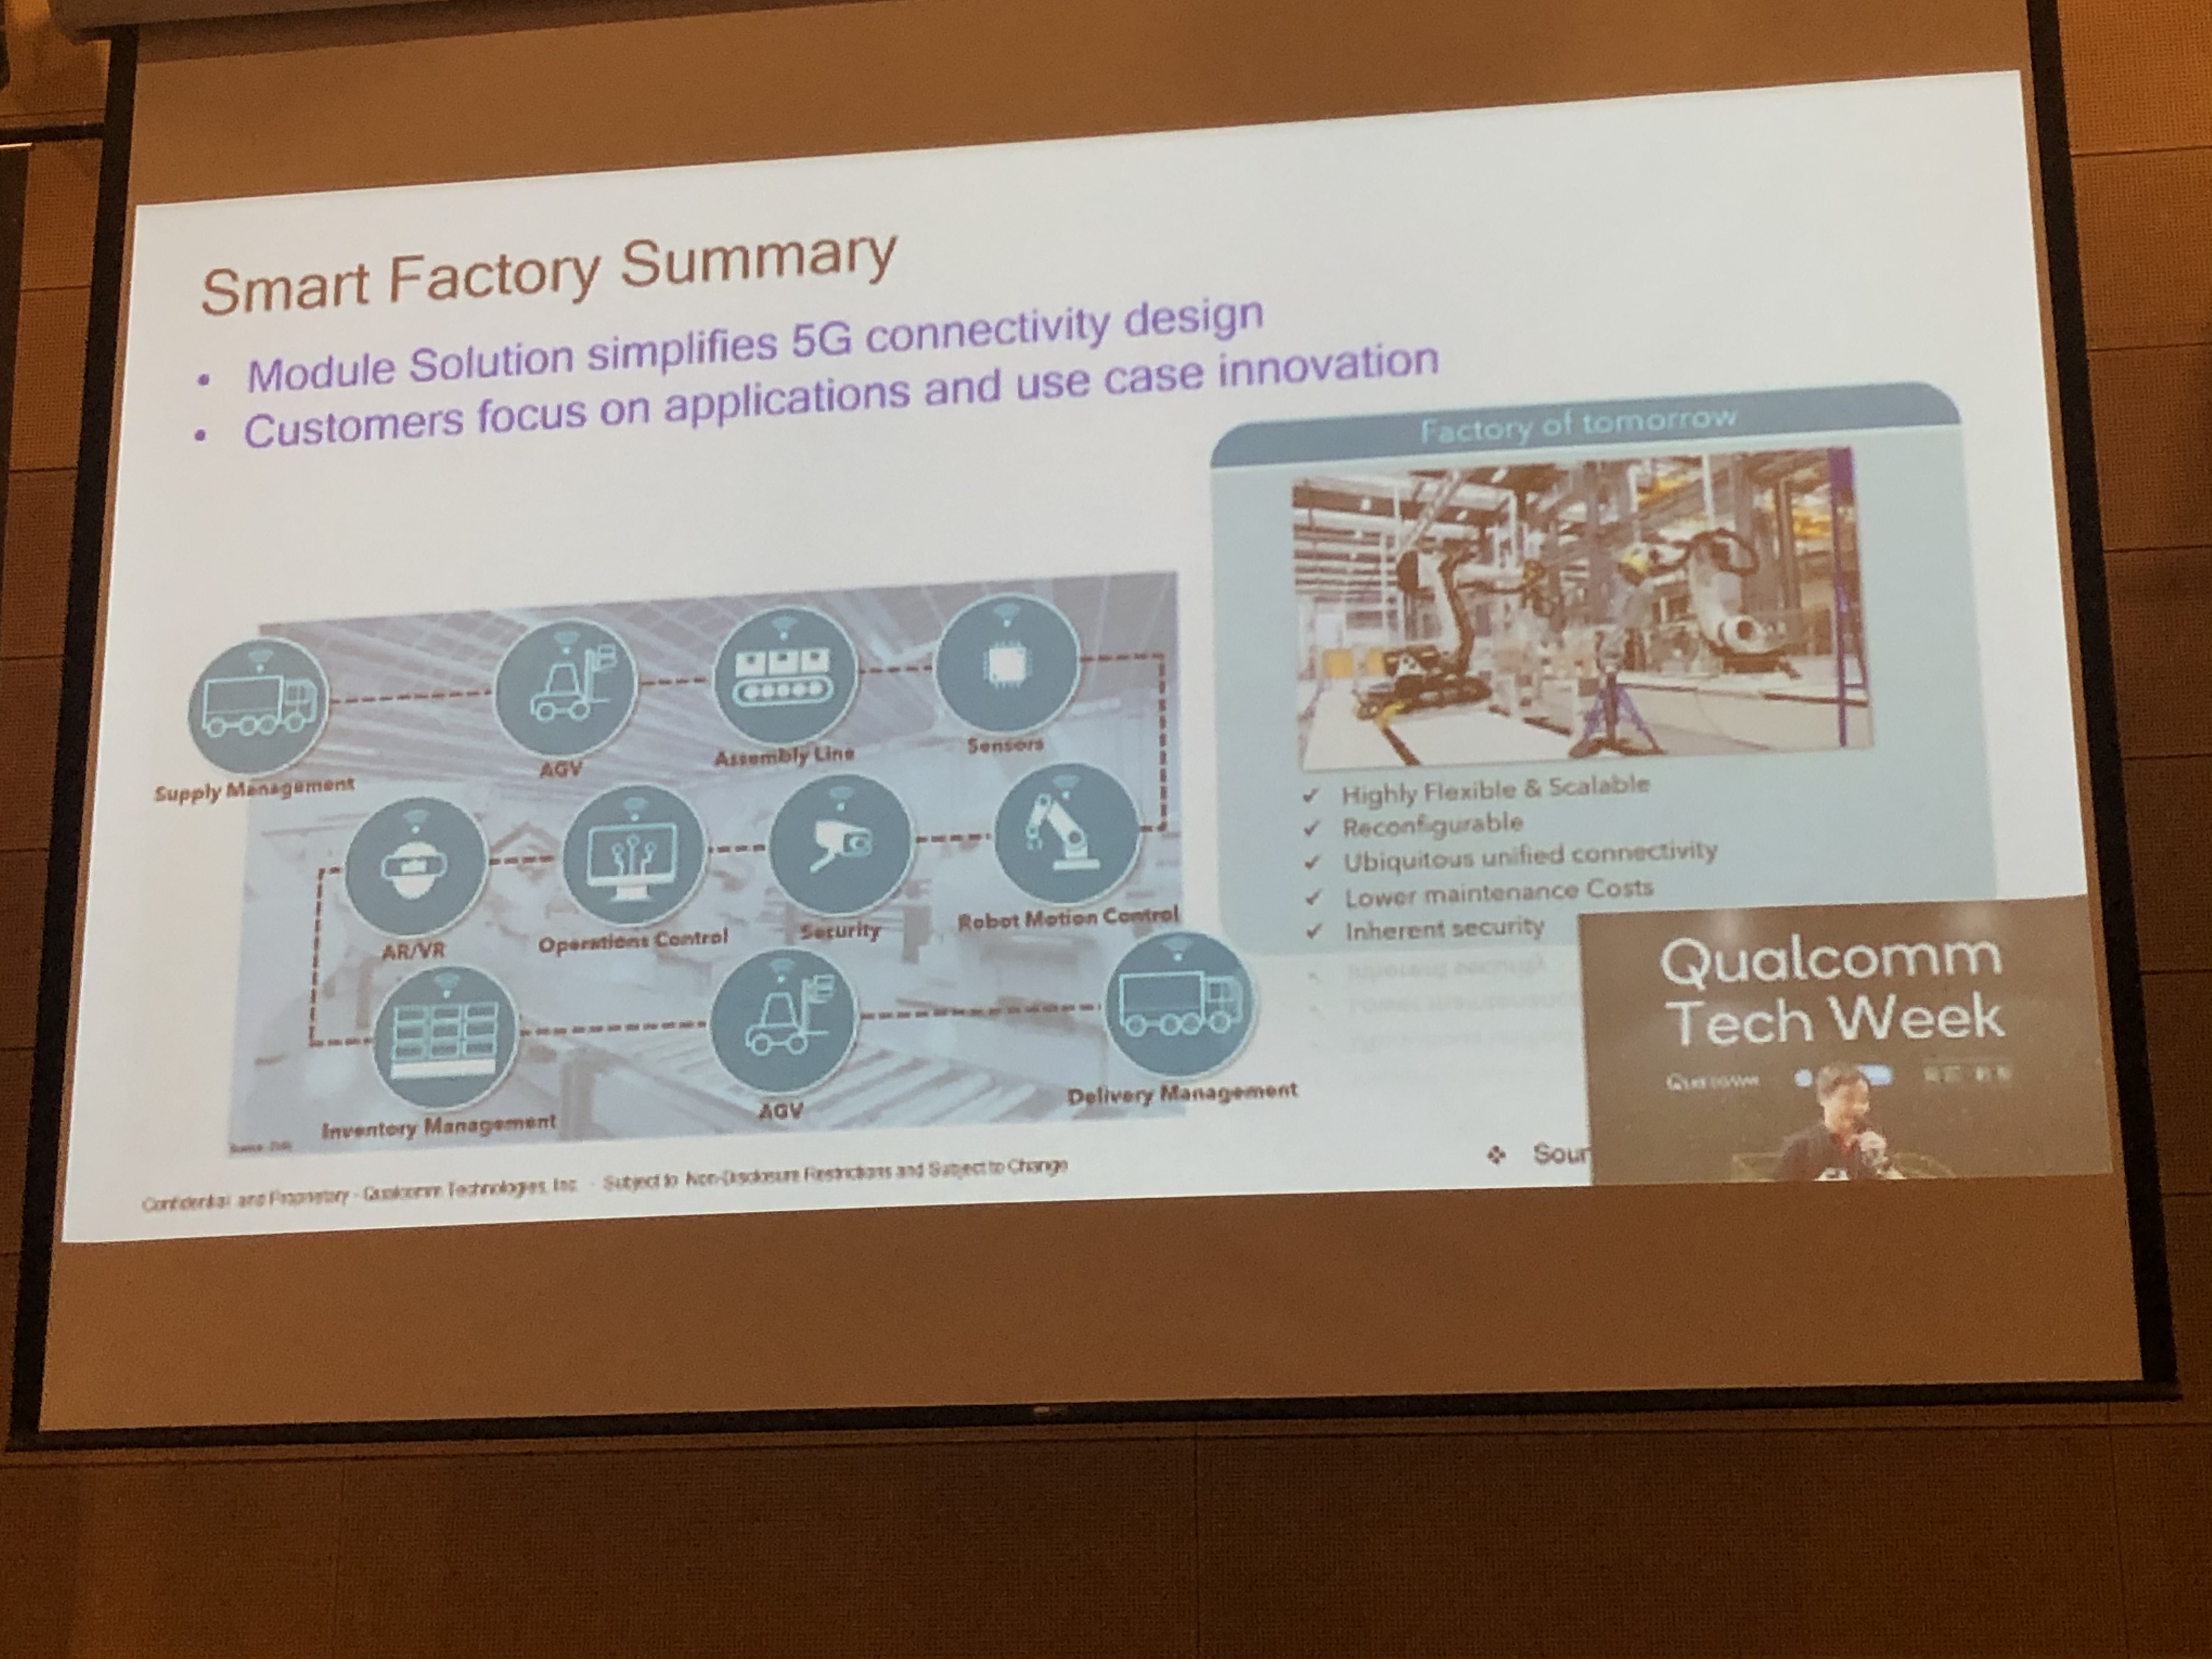 Smart Factory Summary
• Module Solution simplifies 5G connectivity design
• Customers focus on applications and use case innovation
Factory of tomorrow
Supply Management
AGV
Assembly Line
Sensors
AR/VR
Operations Control
Security
Robot Motion Control
Inventory Management
AGV
Delivery Management
✓ Highly Flexible & Scalable
✓ Reconfigurable
✓ Ubiquitous unified connectivity
✓ Lower maintenance Costs
✓ Inherent security
Qualcomm
Tech Week
Qualcomm
❖ Sour
Confidential and Proprietary - Qualcomm Technologies, Inc. - Subject to Non-Disclosure Restrictions and Subject to Change